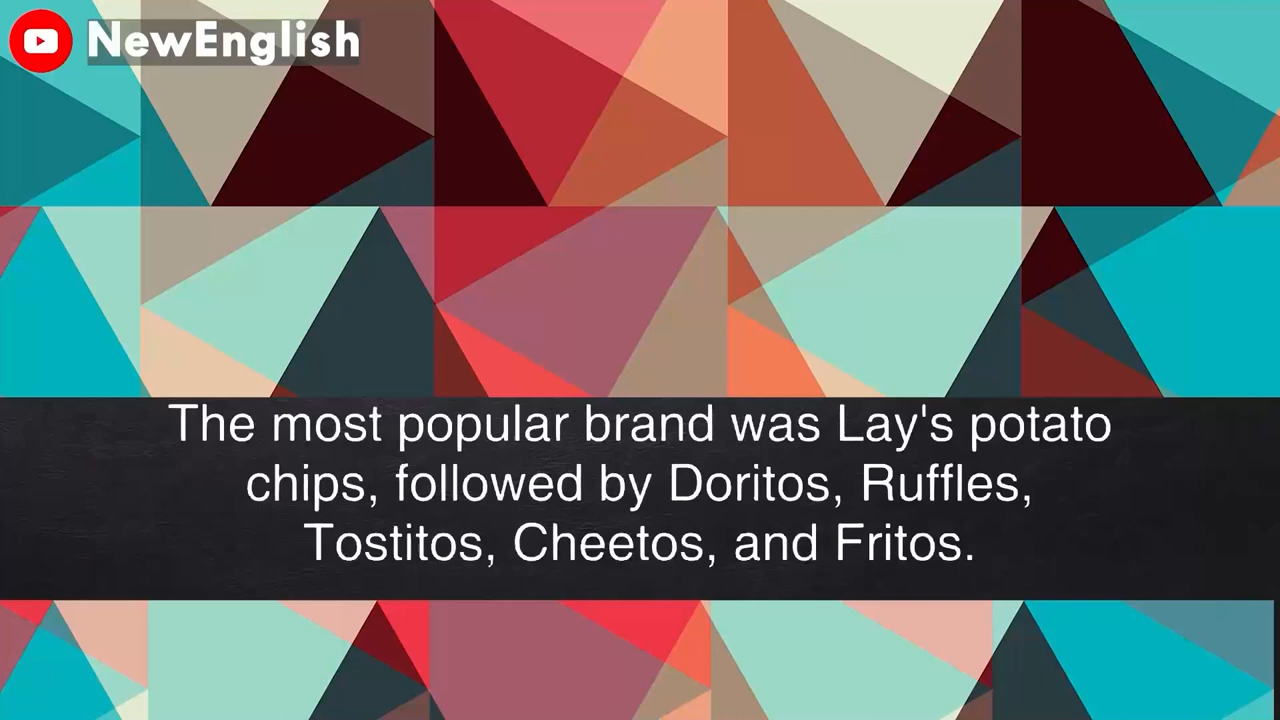 NewEnglish
The most popular brand was Lay's potato
chips, followed by Doritos, Ruffles,
Tostitos, Cheetos, and Fritos.